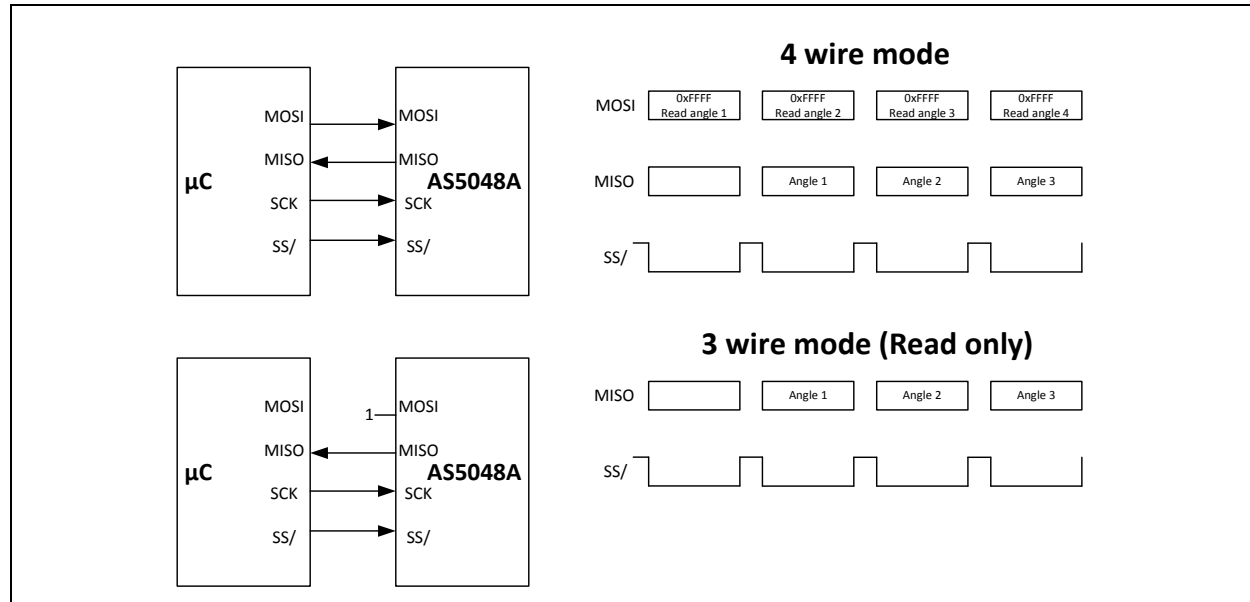 4 wire mode
MOSI
MISO
SCK
SS/
µC
MOSI
MISO
SCK
SS/
AS5048A
MOSI
0xFFFF
Read angle 1
0xFFFF
Read angle 2
0xFFFF
Read angle 3
0xFFFF
Read angle 4
MISO
Angle 1
Angle 2
Angle 3
SS/
3 wire mode (Read only)
MOSI
MISO
SCK
SS/
µC
1
MOSI
MISO
SCK
SS/
AS5048A
MISO
Angle 1
Angle 2
Angle 3
SS/